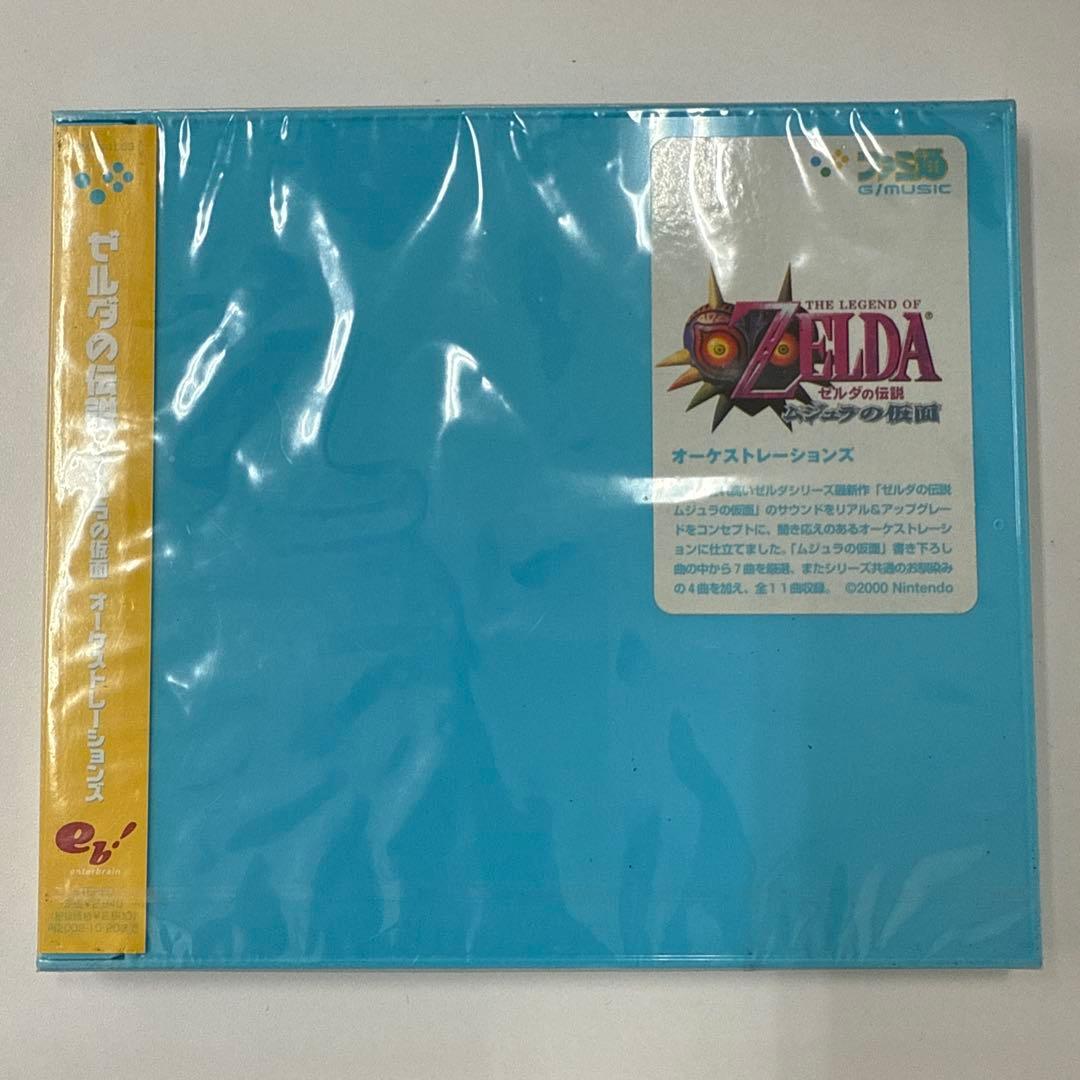 ゼルダの伝説 ムジュラの仮面 オーケストレーションズ
eb!
enterbrain
ファミ通
G/MUSIC
THE LEGEND OF
ZELDA®
ゼルダの伝説
ムジュラの仮面
オーケストレーションズ
高いゼルダシリーズ最新作「ゼルダの伝説
ムジュラの仮面」のサウンドをリアル&アップグレー
ドをコンセプトに、聞き応えのあるオーケストレーショ
ンに仕立てました。「ムジュラの仮面」書き下ろし
曲の中から7曲を厳選、またシリーズ共通のお馴染み
の4曲を加え、全11曲収録。 ©2000 Nintendo